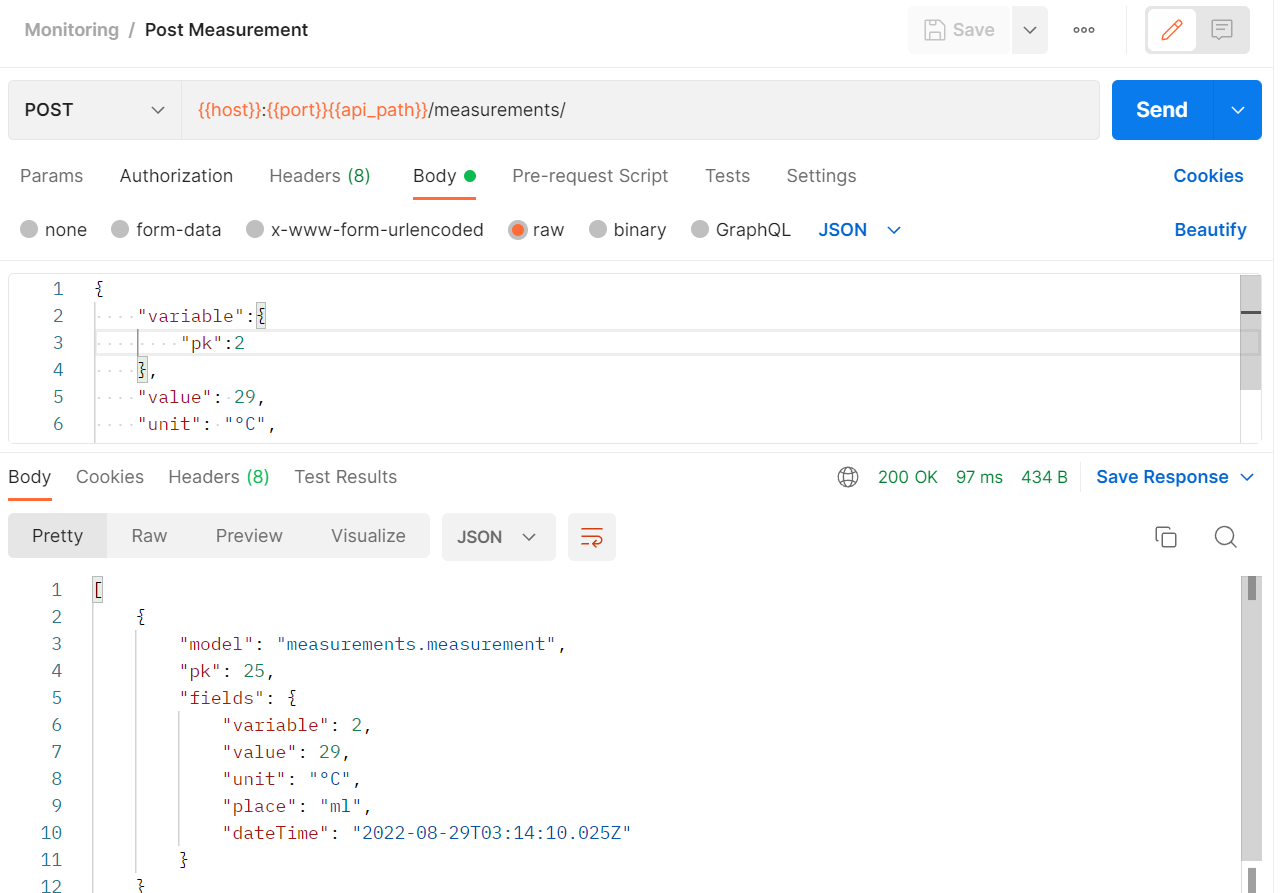 Monitoring / Post Measurement Save
POST {{host}}:{{port}}{{api_path}}/measurements/ Send
Params Authorization Headers (8) Body Pre-request Script Tests Settings Cookies
none form-data x-www-form-urlencoded raw binary GraphQL JSON Beautify
1 {
2 "variable":{
3 "pk":2
4 },
5 "value": 29,
6 "unit": "°C",
Body Cookies Headers (8) Test Results 200 OK 97 ms 434 B Save Response
Pretty Raw Preview Visualize JSON
1 [
2 {
3 "model": "measurements.measurement",
4 "pk": 25,
5 "fields": {
6 "variable": 2,
7 "value": 29,
8 "unit": "°C",
9 "place": "ml",
10 "dateTime": "2022-08-29T03:14:10.025Z"
11 }
12 }